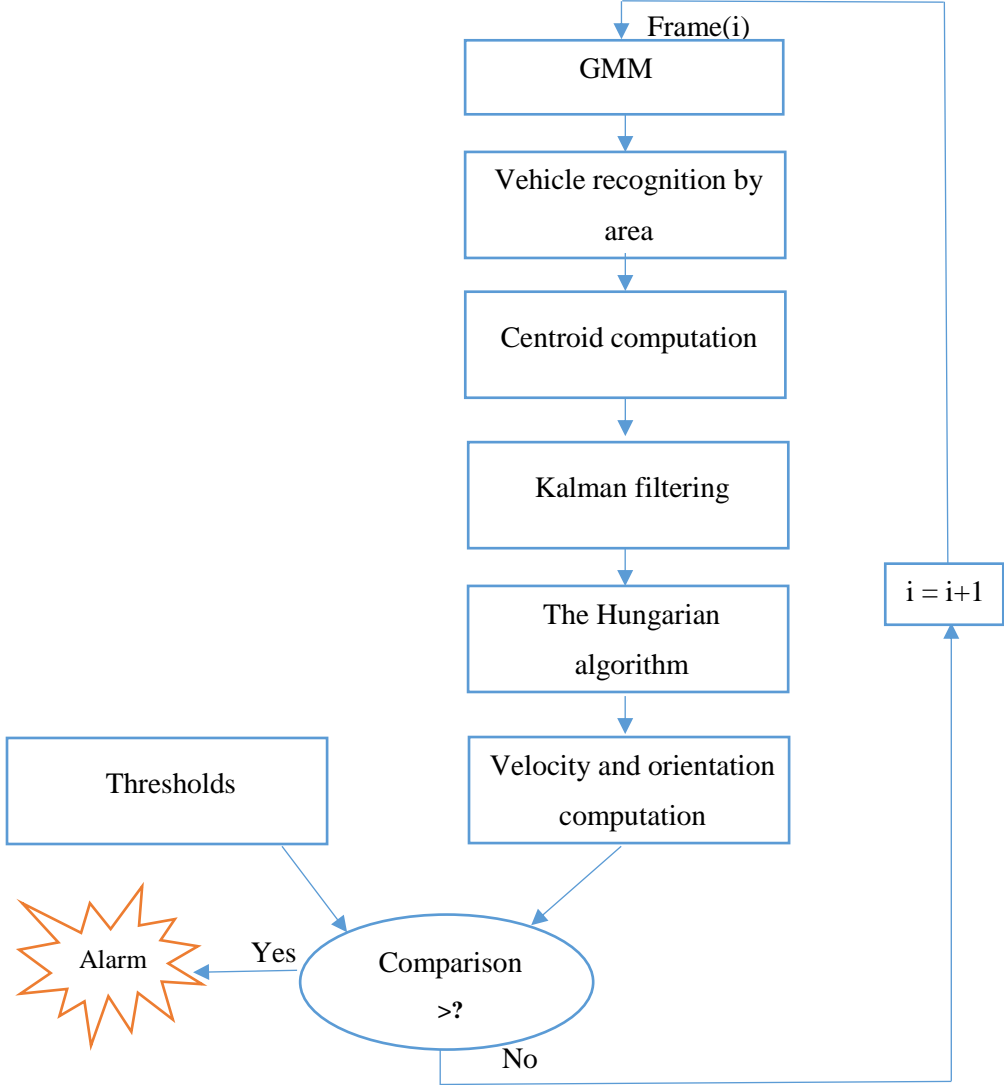 Frame(i)
GMM
Vehicle recognition by
area
Centroid computation
Kalman filtering
i = i+1
The Hungarian
algorithm
Thresholds
Velocity and orientation
computation
Alarm
Yes
Comparison
>?
No